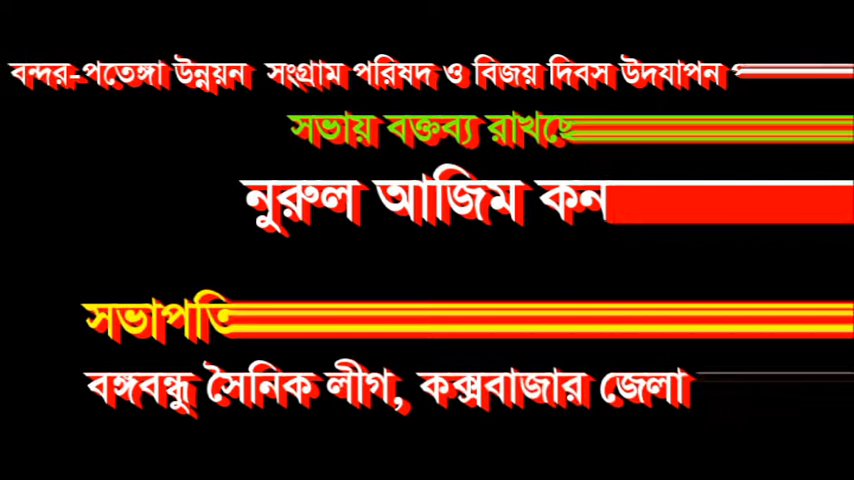 বন্দর-পতেঙ্গা উন্নয়ন সংগ্রাম পরিষদ ও বিজয় দিবস উদযাপন
সভায় বক্তব্য রাখছে
নুরুল আজিম কন
সভাপতি
বঙ্গবন্ধু সৈনিক লীগ, কক্সবাজার জেলা